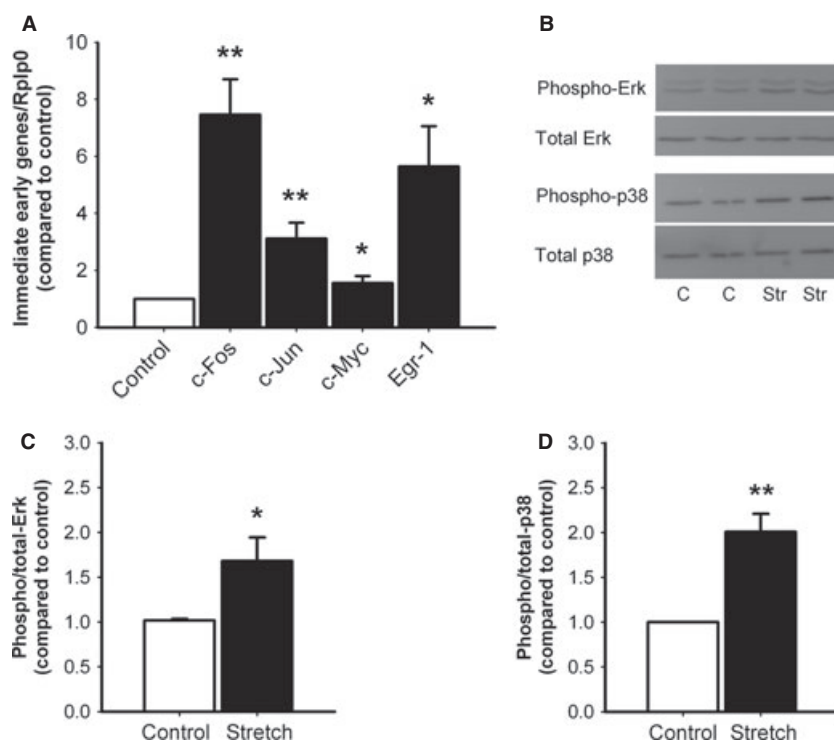 A
Immediate early genes/Rplp0
(compared to control)
10
8
6
4
2
0
**
**
*
*
Control
c-Fos
c-Jun
c-Myc
Egr-1
B
Phospho-Erk
Total Erk
Phospho-p38
Total p38
C C Str Str
C
Phospho/total-Erk
(compared to control)
3.0
2.5
2.0
1.5
1.0
0.5
0.0
*
Control Stretch
D
Phospho/total-p38
(compared to control)
3.0
2.5
2.0
1.5
1.0
0.5
0.0
**
Control Stretch